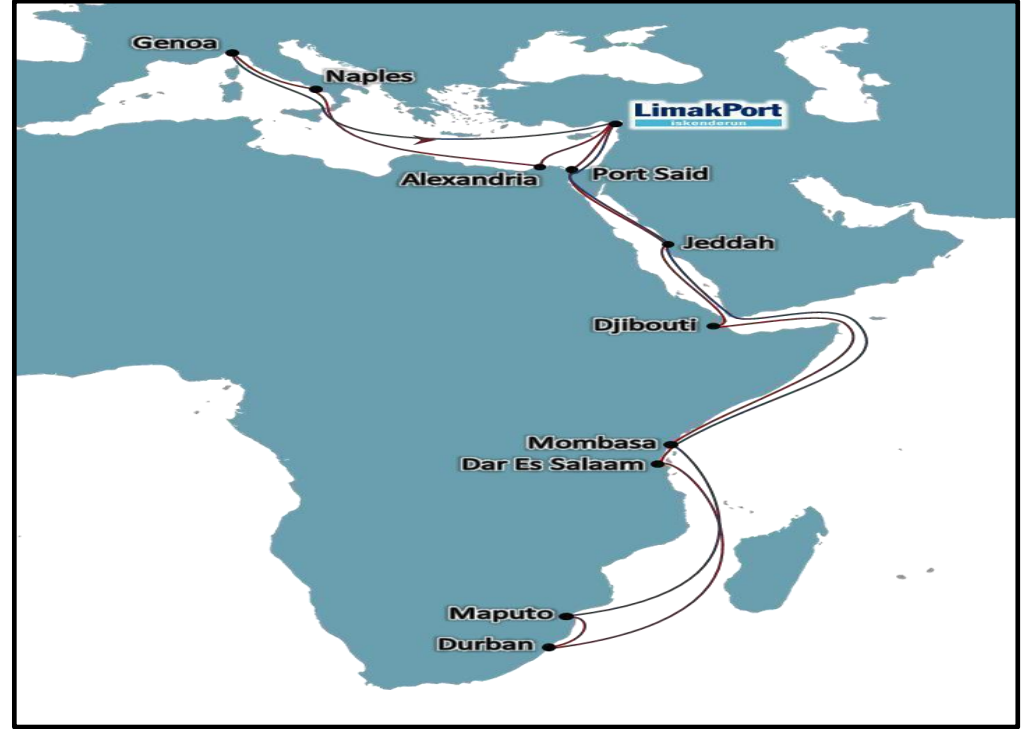 Genoa
Naples
LimakPort
iskenderun
Alexandria
Port Said
Jeddah
Djibouti
Mombasa
Dar Es Salaam
Maputo
Durban